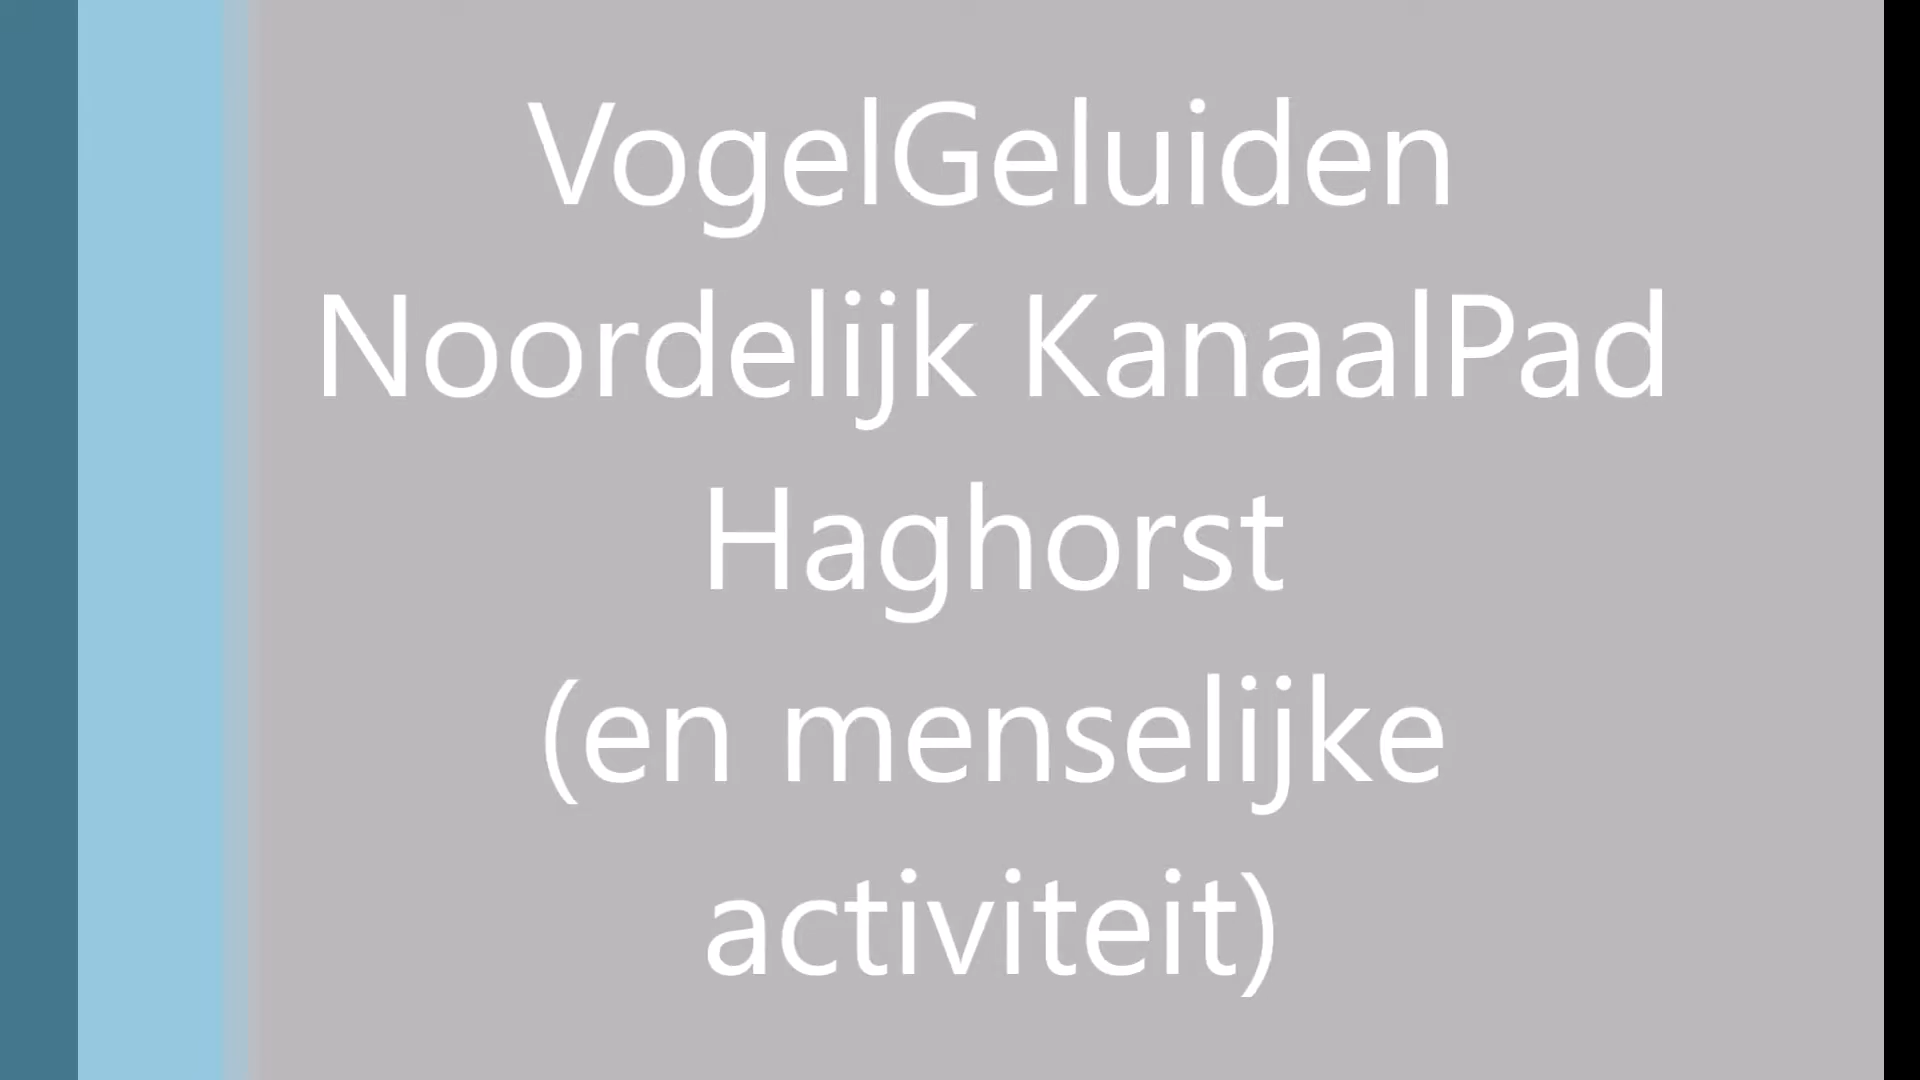 VogelGeluiden
Noordelijk KanaalPad
Haghorst
(en menselijke
activiteit)